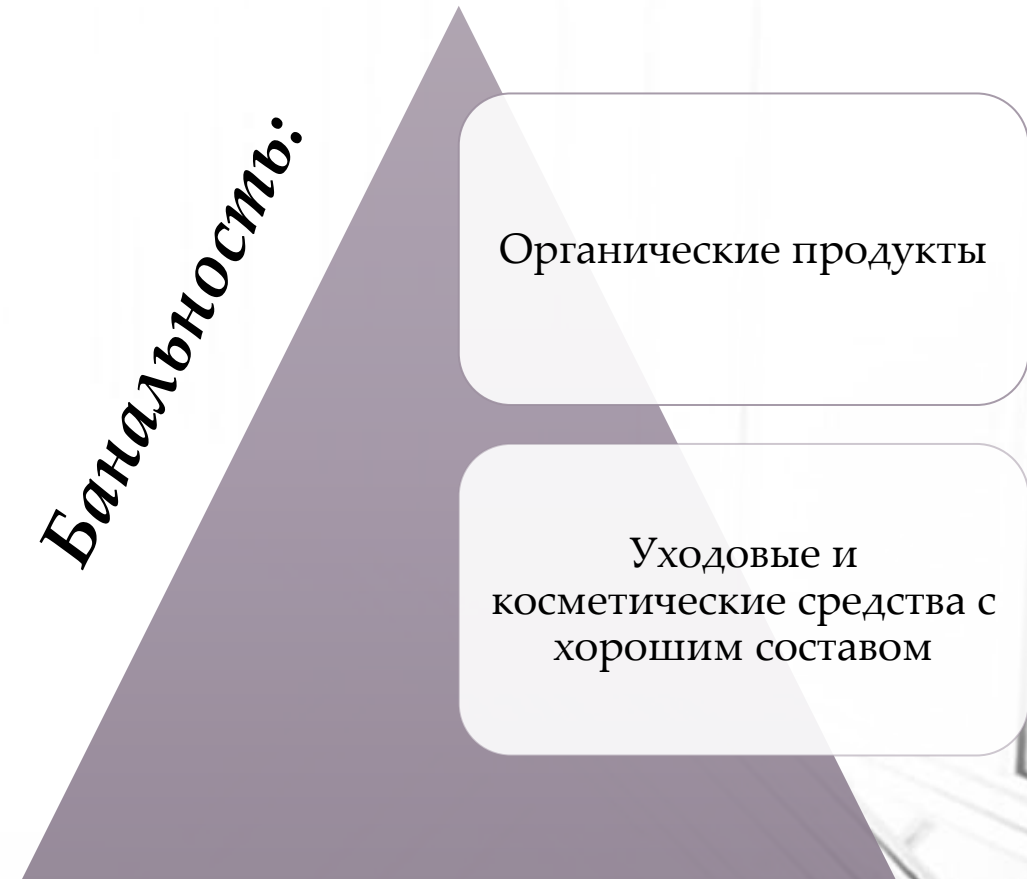 Банальность:
Органические продукты
Уходовые и
косметические средства с
хорошим составом